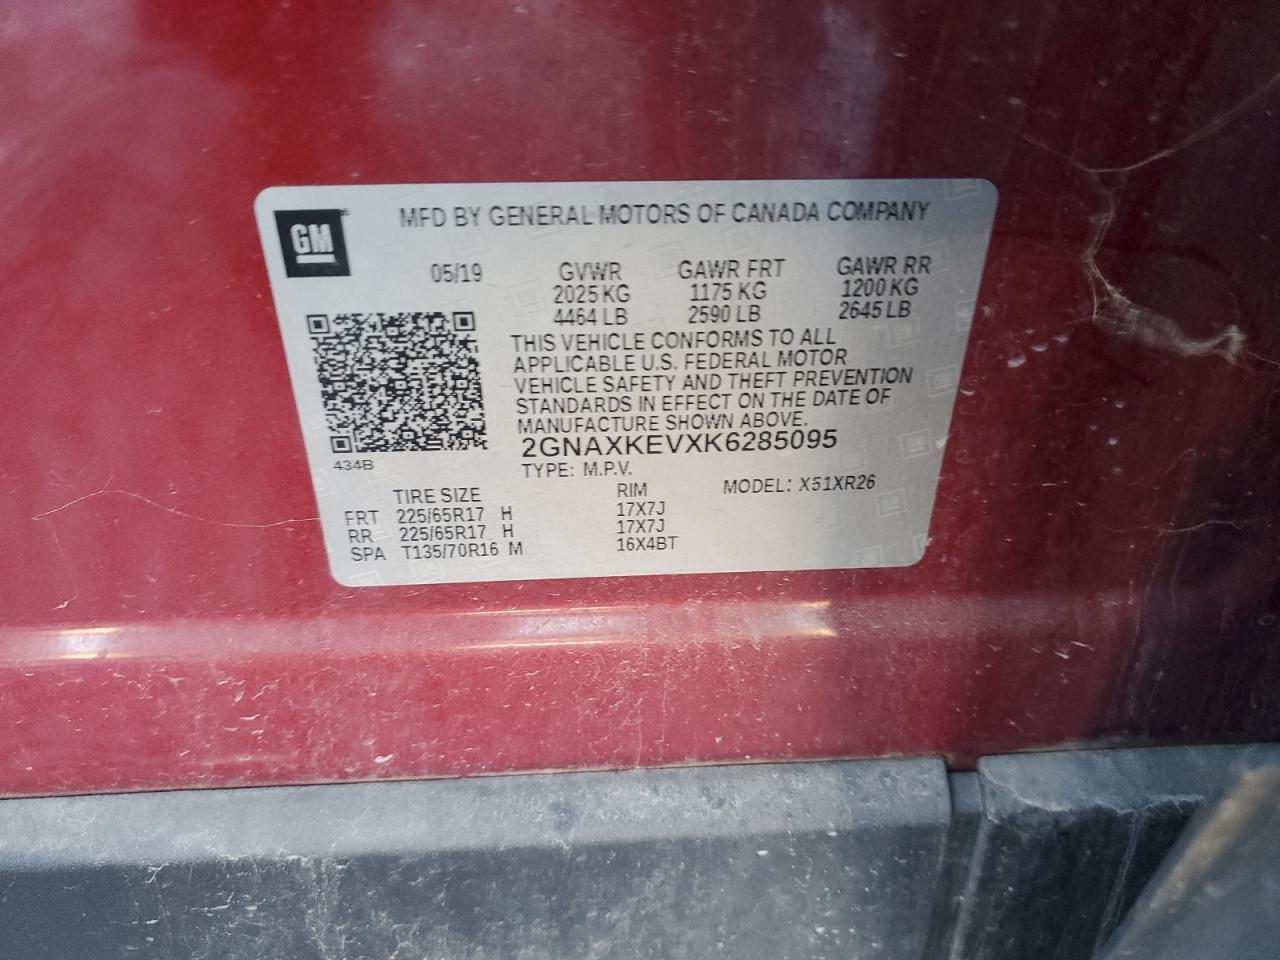 GM
MFD BY GENERAL MOTORS OF CANADA COMPANY
05/19 GVWR GAWR FRT GAWR RR
2025 KG 1175 KG 1200 KG
4464 LB 2590 LB 2645 LB
THIS VEHICLE CONFORMS TO ALL
APPLICABLE U.S. FEDERAL MOTOR
VEHICLE SAFETY AND THEFT PREVENTION
STANDARDS IN EFFECT ON THE DATE OF
MANUFACTURE SHOWN ABOVE.
2GNAXKEVXK6285095
434B
TYPE: M.P.V.
TIRE SIZE RIM MODEL: X51XR26
FRT 225/65R17 H 17X7J
RR 225/65R17 H 17X7J
SPA T135/70R16 M 16X4BT